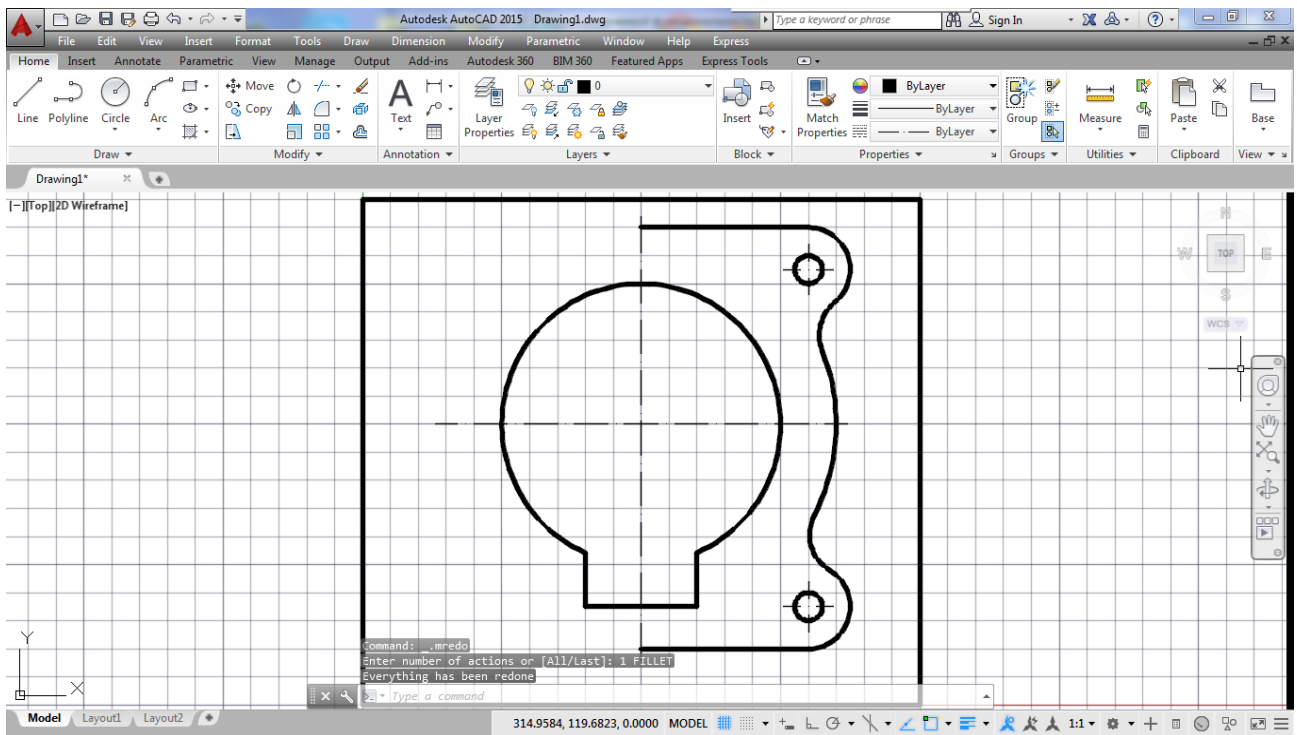 Autodesk AutoCAD 2015 Drawing1.dwg
Type a keyword or phrase
Sign In
File Edit View Insert Format Tools Draw Dimension Modify Parametric Window Help Express
Home Insert Annotate Parametric View Manage Output Add-ins Autodesk 360 BIM 360 Featured Apps Express Tools
Line Polyline Circle Arc
Move
Copy
Text
Layer
Properties
0
Insert
Match
Properties
ByLayer
ByLayer
ByLayer
Group
Measure
Paste
Base
Draw Modify Annotation Layers Block Properties Groups Utilities Clipboard View
Drawing1*
[−][Top][2D Wireframe]
N
W TOP E
S
WCS
Y
X
Command: _.mredo
Enter number of actions or [All/Last]: 1 FILLET
Everything has been redone
Type a command
Model Layout1 Layout2
314.9584, 119.6823, 0.0000 MODEL 1:1